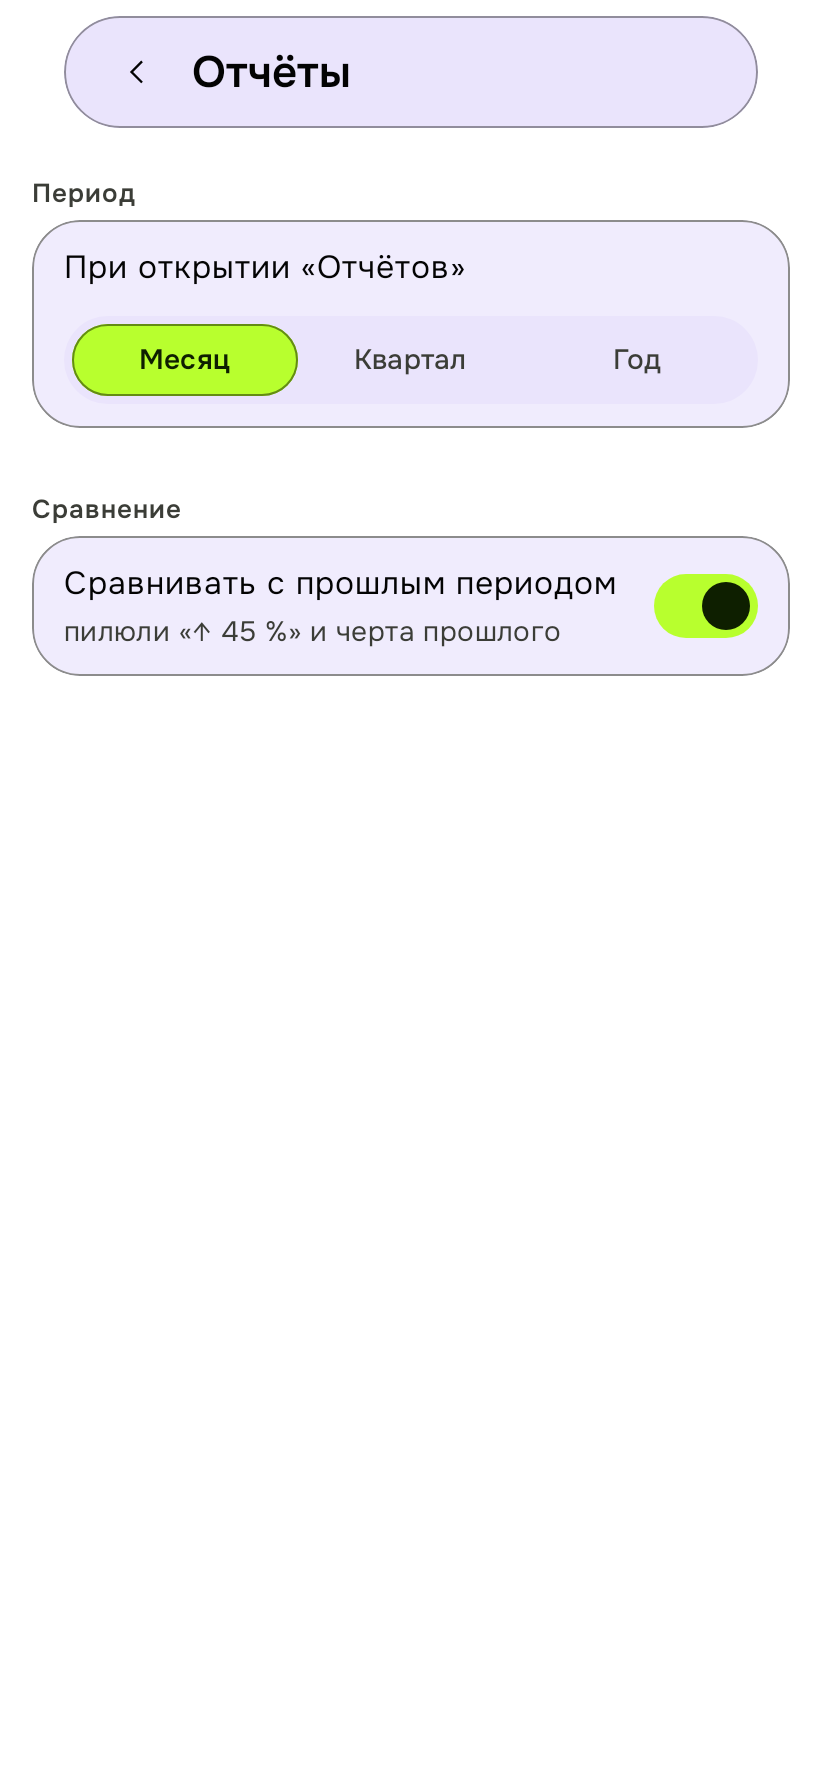 Отчёты
Период
При открытии «Отчётов»
Месяц Квартал Год
Сравнение
Сравнивать с прошлым периодом
пилюли «↑ 45 %» и черта прошлого